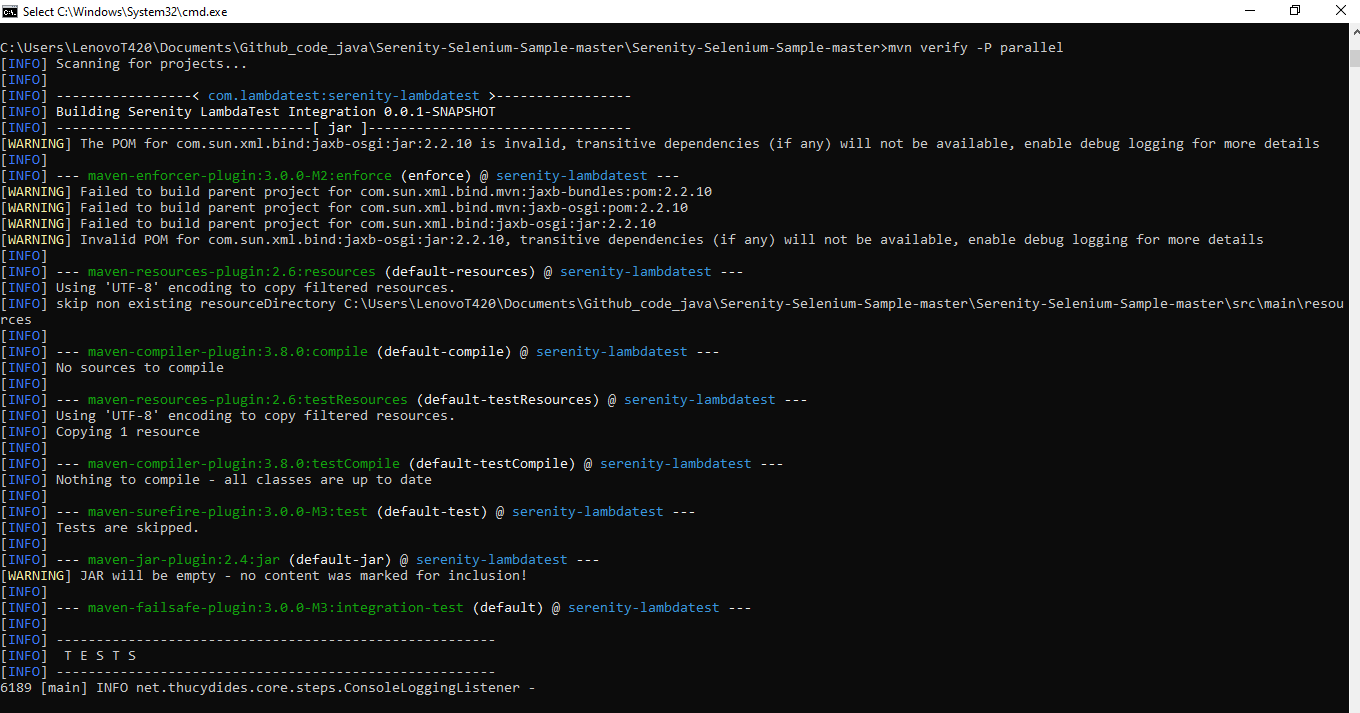 Select C:\Windows\System32\cmd.exe
C:\Users\LenovoT420\Documents\Github_code_java\Serenity-Selenium-Sample-master\Serenity-Selenium-Sample-master>mvn verify -P parallel
[INFO] Scanning for projects...
[INFO]
[INFO] -----------------< com.lambdatest:serenity-lambdatest >-----------------
[INFO] Building Serenity LambdaTest Integration 0.0.1-SNAPSHOT
[INFO] --------------------------------[ jar ]---------------------------------
[WARNING] The POM for com.sun.xml.bind:jaxb-osgi:jar:2.2.10 is invalid, transitive dependencies (if any) will not be available, enable debug logging for more details
[INFO]
[INFO] --- maven-enforcer-plugin:3.0.0-M2:enforce (enforce) @ serenity-lambdatest ---
[WARNING] Failed to build parent project for com.sun.xml.bind.mvn:jaxb-bundles:pom:2.2.10
[WARNING] Failed to build parent project for com.sun.xml.bind.mvn:jaxb-osgi:pom:2.2.10
[WARNING] Failed to build parent project for com.sun.xml.bind:jaxb-osgi:jar:2.2.10
[WARNING] Invalid POM for com.sun.xml.bind:jaxb-osgi:jar:2.2.10, transitive dependencies (if any) will not be available, enable debug logging for more details
[INFO]
[INFO] --- maven-resources-plugin:2.6:resources (default-resources) @ serenity-lambdatest ---
[INFO] Using 'UTF-8' encoding to copy filtered resources.
[INFO] skip non existing resourceDirectory C:\Users\LenovoT420\Documents\Github_code_java\Serenity-Selenium-Sample-master\Serenity-Selenium-Sample-master\src\main\resou
rces
[INFO]
[INFO] --- maven-compiler-plugin:3.8.0:compile (default-compile) @ serenity-lambdatest ---
[INFO] No sources to compile
[INFO]
[INFO] --- maven-resources-plugin:2.6:testResources (default-testResources) @ serenity-lambdatest ---
[INFO] Using 'UTF-8' encoding to copy filtered resources.
[INFO] Copying 1 resource
[INFO]
[INFO] --- maven-compiler-plugin:3.8.0:testCompile (default-testCompile) @ serenity-lambdatest ---
[INFO] Nothing to compile - all classes are up to date
[INFO]
[INFO] --- maven-surefire-plugin:3.0.0-M3:test (default-test) @ serenity-lambdatest ---
[INFO] Tests are skipped.
[INFO]
[INFO] --- maven-jar-plugin:2.4:jar (default-jar) @ serenity-lambdatest ---
[WARNING] JAR will be empty - no content was marked for inclusion!
[INFO]
[INFO] --- maven-failsafe-plugin:3.0.0-M3:integration-test (default) @ serenity-lambdatest ---
[INFO]
[INFO] -------------------------------------------------------
[INFO]  T E S T S
[INFO] -------------------------------------------------------
6189 [main] INFO net.thucydides.core.steps.ConsoleLoggingListener -